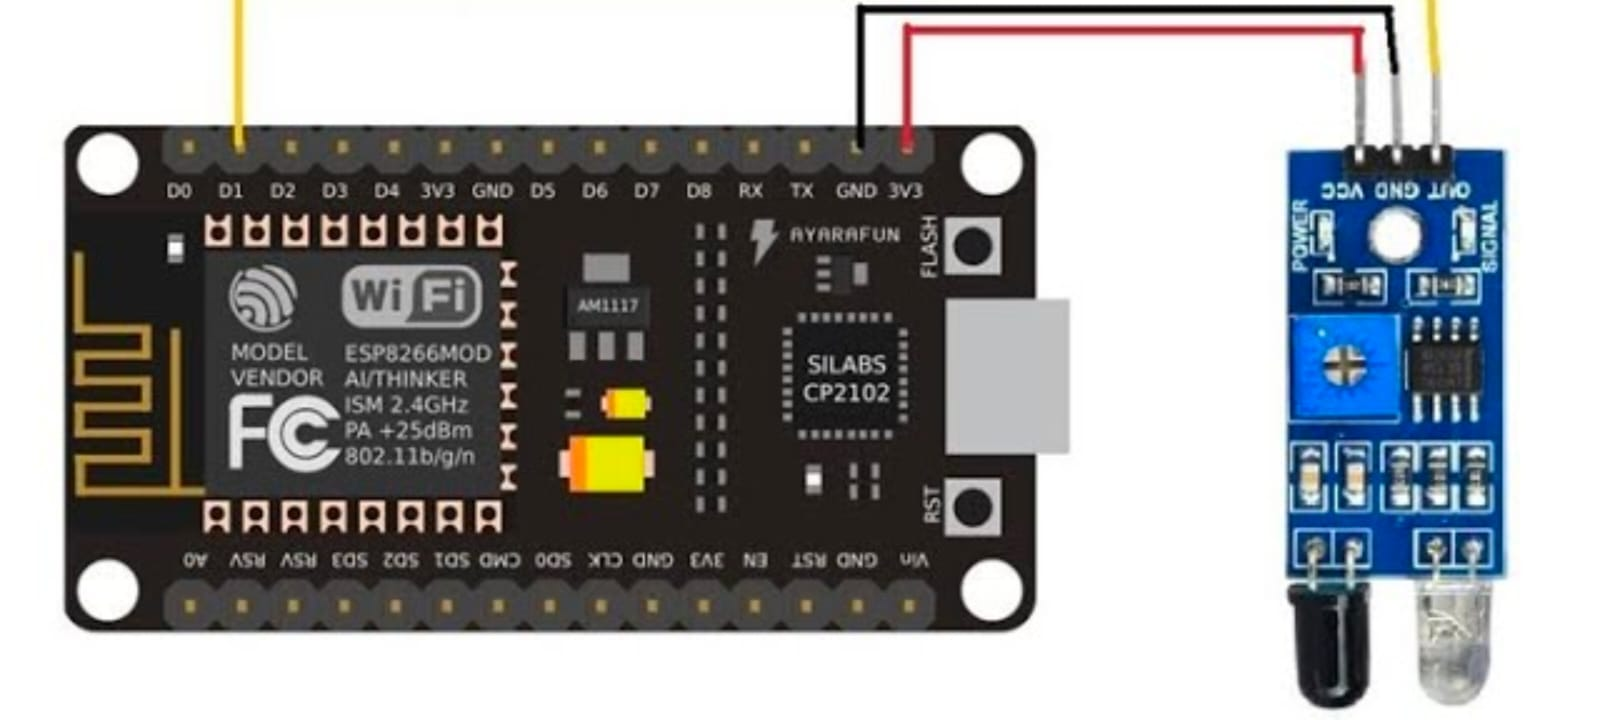 D0 D1 D2 D3 D4 3V3 GND D5 D6 D7 D8 RX TX GND 3V3
AYARAFUN
FLASH
WiFi
MODEL ESP8266MOD
VENDOR AI/THINKER
ISM 2.4GHz
PA +25dBm
802.11b/g/n
FCC
AM1117
SILABS
CP2102
RST
A0 RSV RSV SD3 SD2 SD1 CMD SD0 CLK GND 3V3 EN RST GND Vin
OUT GND VCC
POWER
SIGNAL